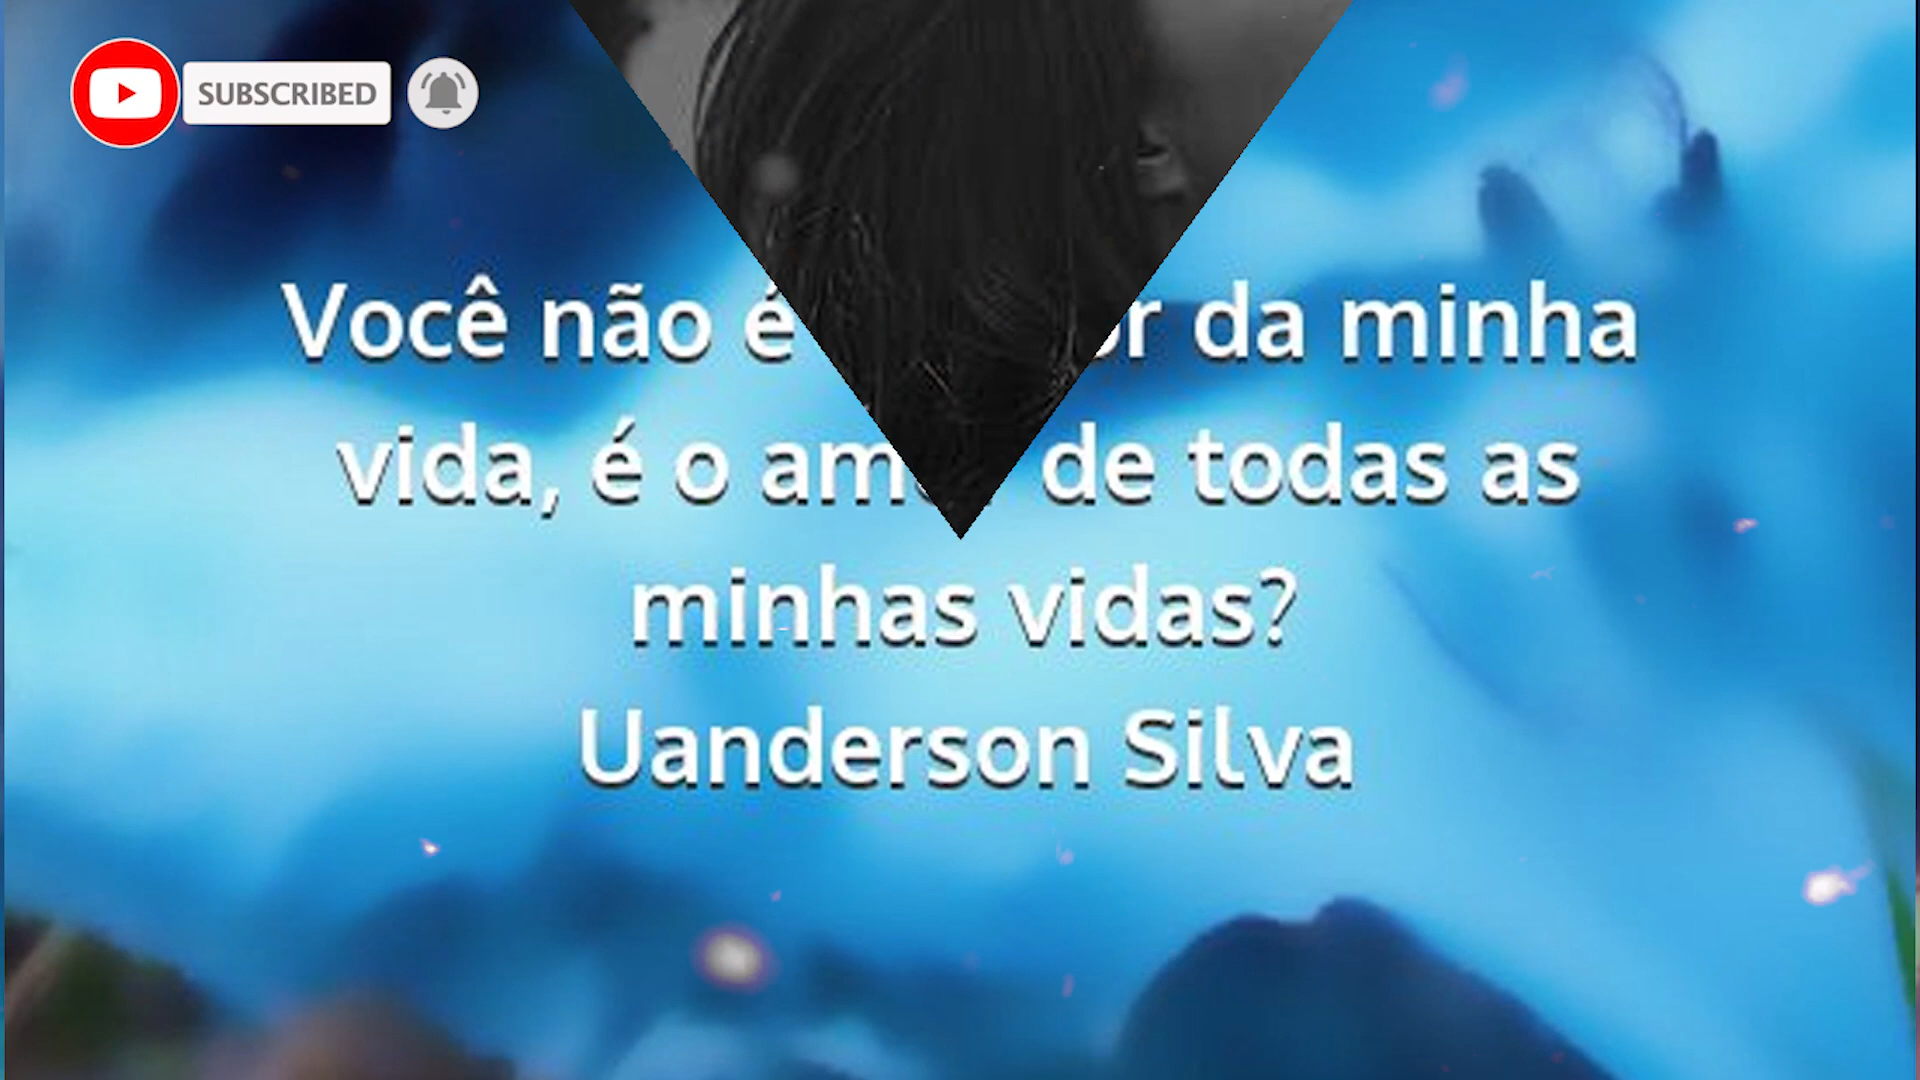 SUBSCRIBED
Você não é da minha
vida, é o de todas as
minhas vidas?
Uanderson Silva